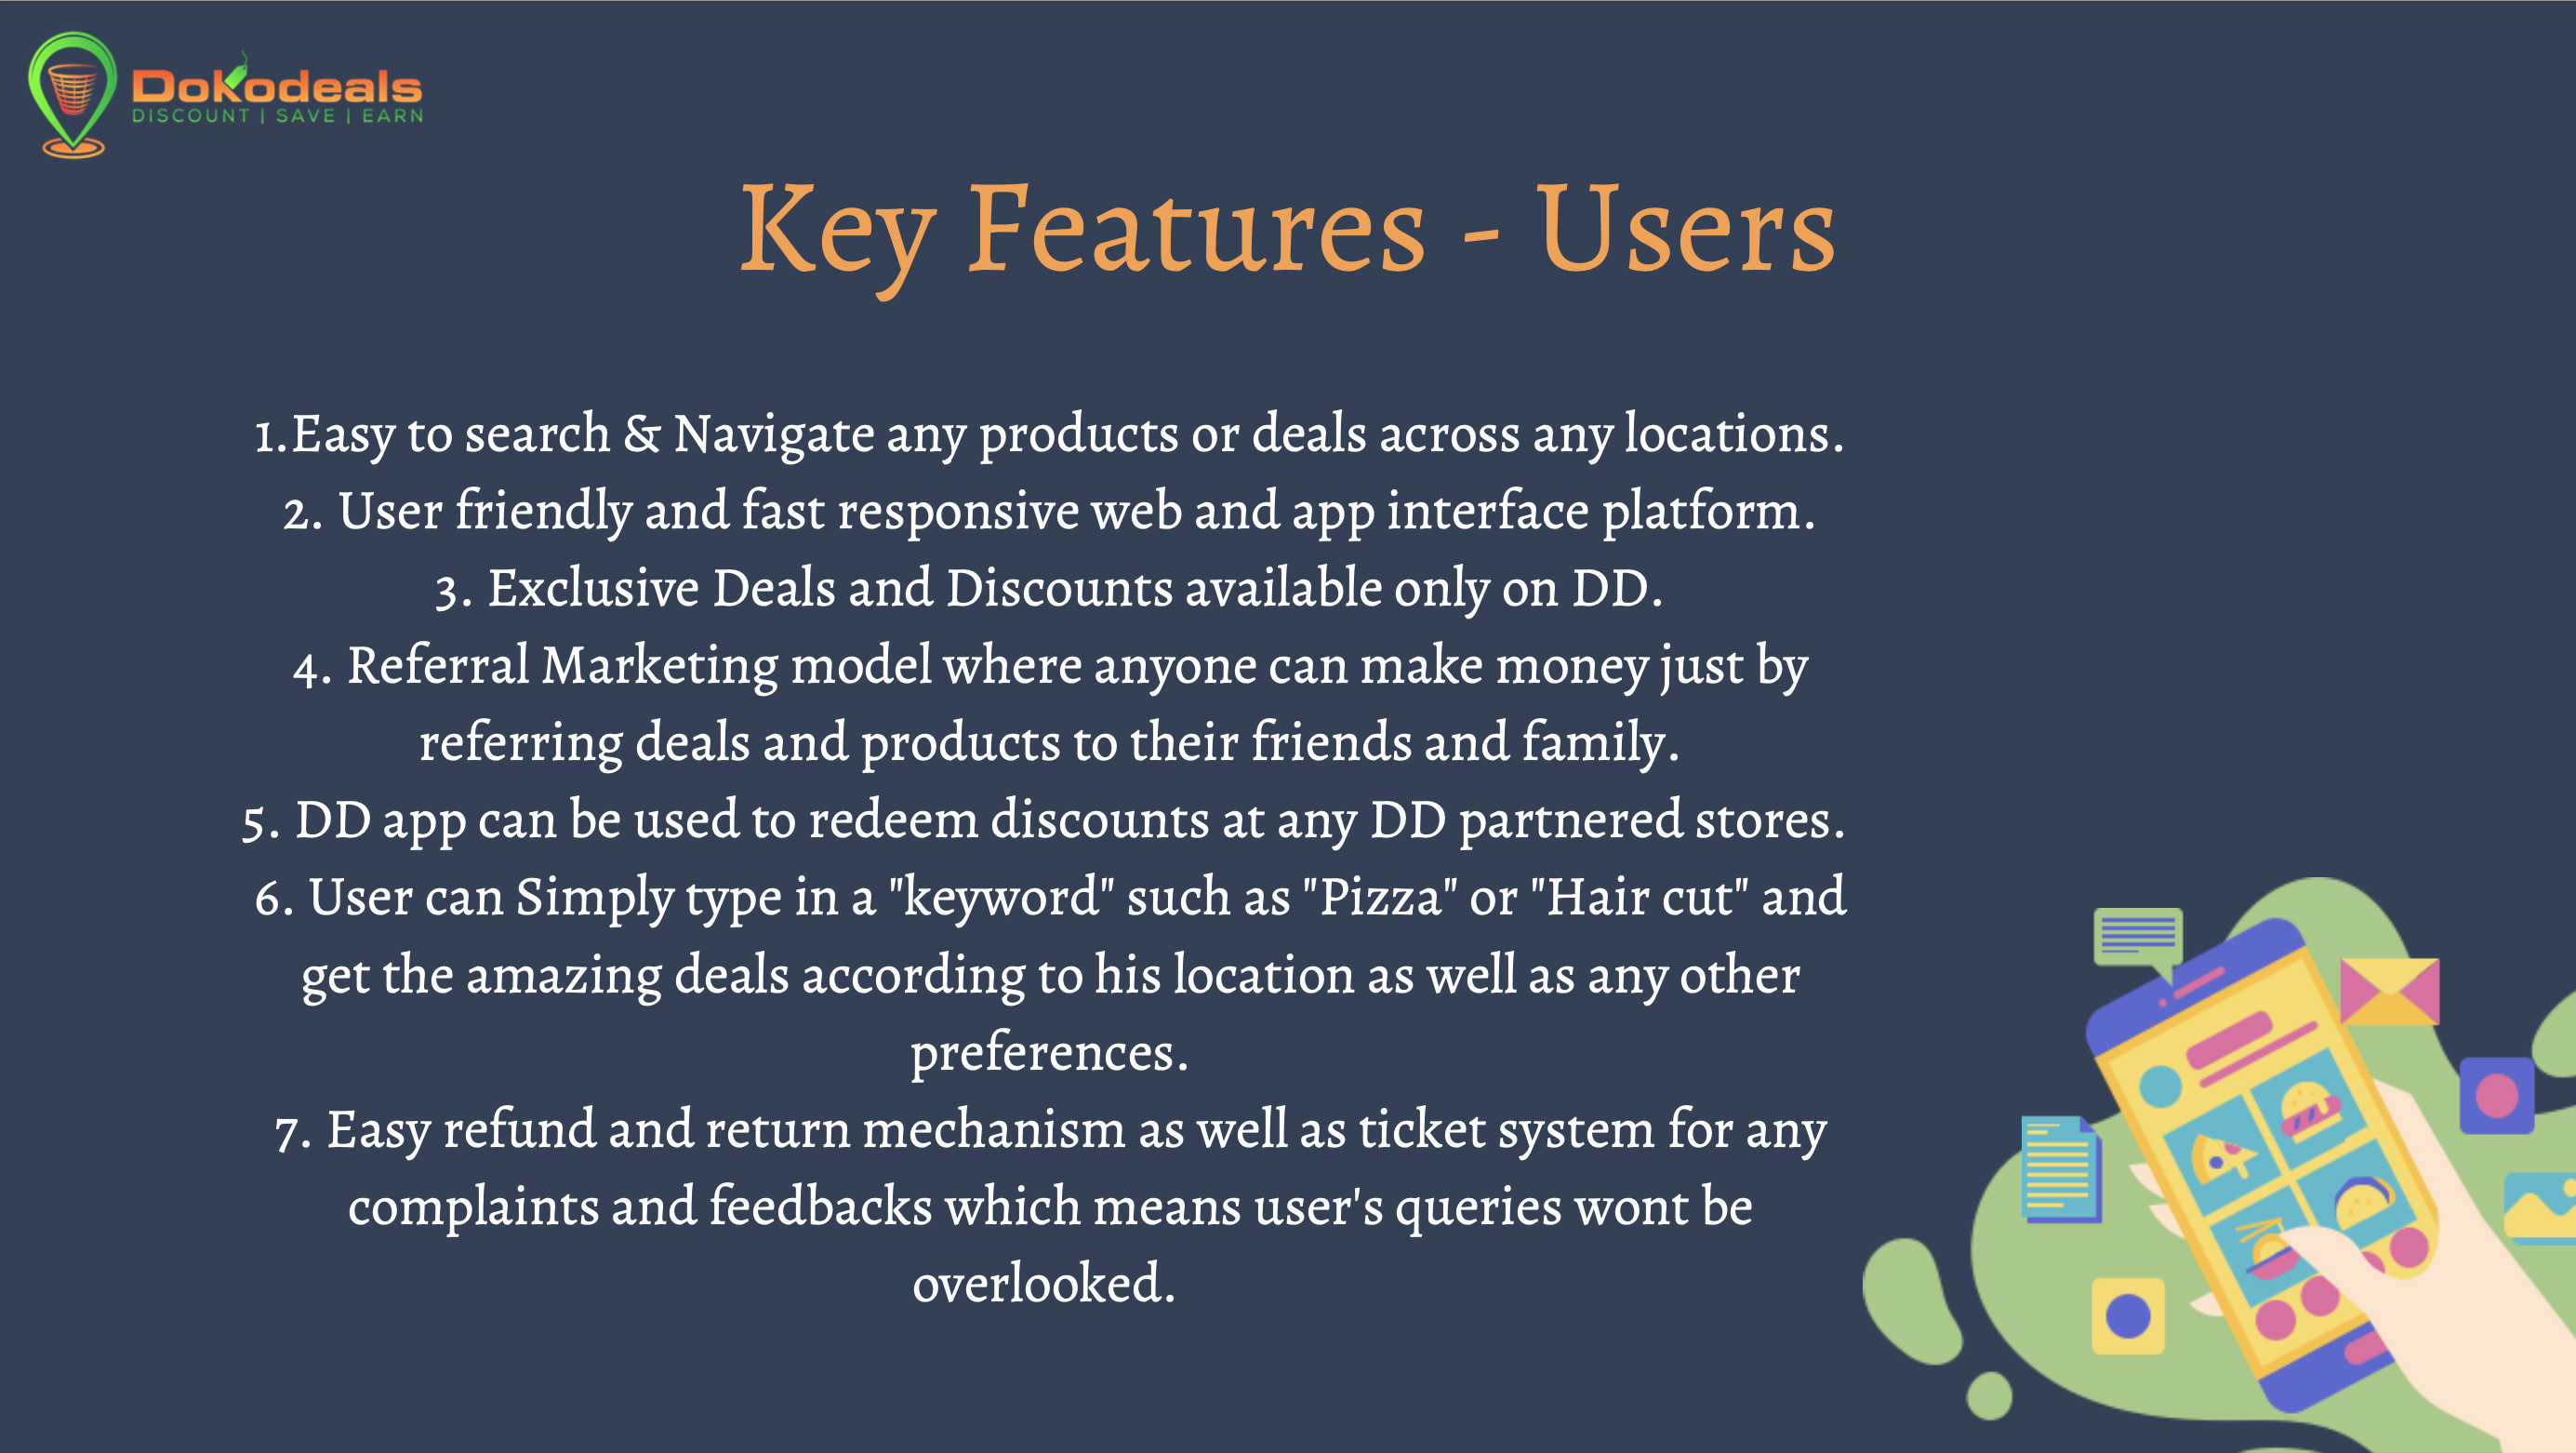 DoKodeals
DISCOUNT | SAVE | EARN
Key Features - Users
1.Easy to search & Navigate any products or deals across any locations.
2. User friendly and fast responsive web and app interface platform.
3. Exclusive Deals and Discounts available only on DD.
4. Referral Marketing model where anyone can make money just by
referring deals and products to their friends and family.
5. DD app can be used to redeem discounts at any DD partnered stores.
6. User can Simply type in a "keyword" such as "Pizza" or "Hair cut" and
get the amazing deals according to his location as well as any other
preferences.
7. Easy refund and return mechanism as well as ticket system for any
complaints and feedbacks which means user's queries wont be
overlooked.